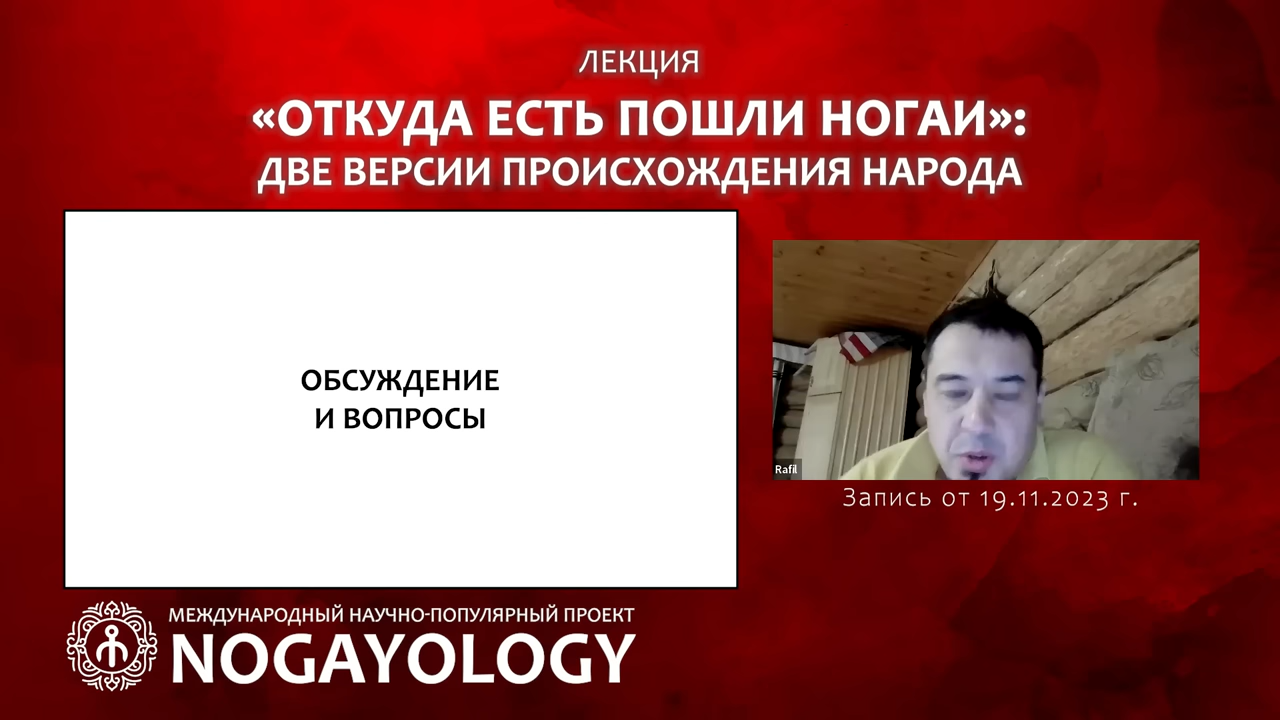 ЛЕКЦИЯ
«ОТКУДА ЕСТЬ ПОШЛИ НОГАИ»:
ДВЕ ВЕРСИИ ПРОИСХОЖДЕНИЯ НАРОДА
ОБСУЖДЕНИЕ
И ВОПРОСЫ
Rafil
Запись от 19.11.2023 г.
МЕЖДУНАРОДНЫЙ НАУЧНО-ПОПУЛЯРНЫЙ ПРОЕКТ
NOGAYOLOGY